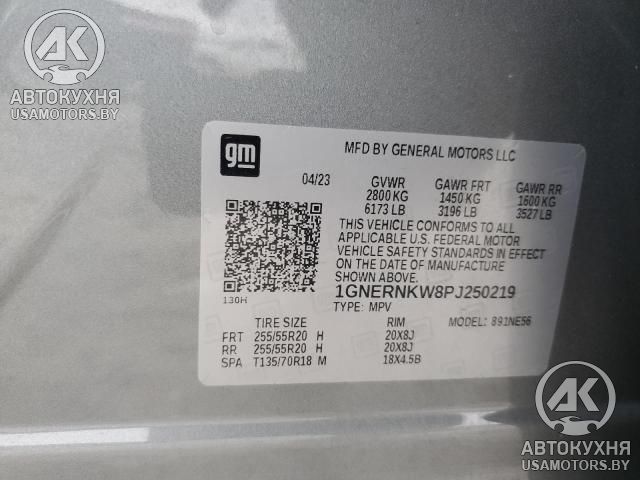 AK
АВТОКУХНЯ
USAMOTORS.BY
gm
MFD BY GENERAL MOTORS LLC
04/23 GVWR GAWR FRT GAWR RR
2800 KG 1450 KG 1600 KG
6173 LB 3196 LB 3527 LB
THIS VEHICLE CONFORMS TO ALL
APPLICABLE U.S. FEDERAL MOTOR
VEHICLE SAFETY STANDARDS IN EFFECT
ON THE DATE OF MANUFACTURE
SHOWN ABOVE.
1GNERNKW8PJ250219
130H
TYPE: MPV MODEL: 891NE56
TIRE SIZE RIM
FRT 255/55R20 H 20X8J
RR 255/55R20 H 20X8J
SPA T135/70R18 M 18X4.5B
AK
АВТОКУХНЯ
USAMOTORS.BY